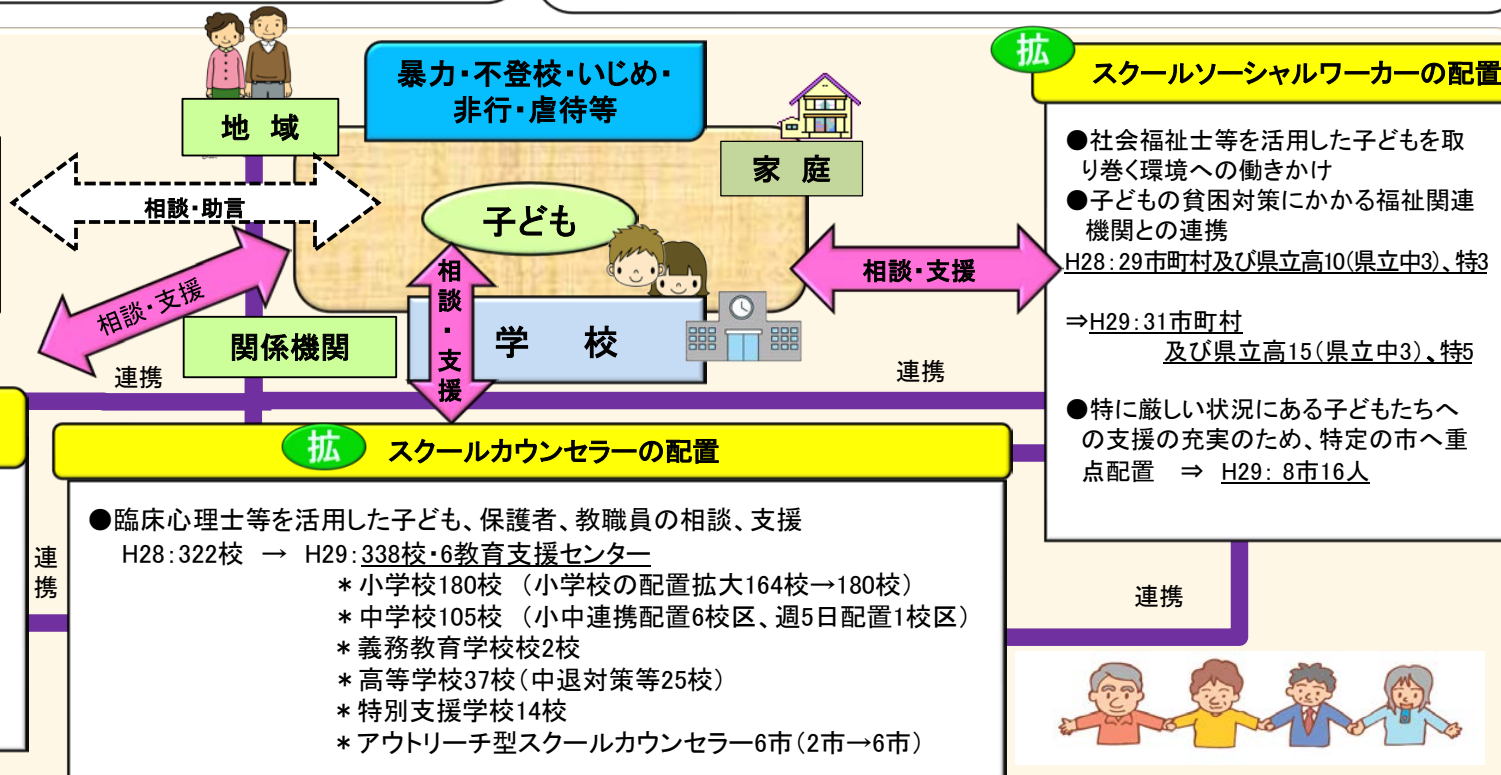 暴力・不登校・いじめ・
非行・虐待等
地 域
家 庭
相談・助言
子ども
相談・支援
相談・支援
相談・支援
関係機関
学 校
連携
連携
連携
連携
拡
スクールソーシャルワーカーの配置
●社会福祉士等を活用した子どもを取
り巻く環境への働きかけ
●子どもの貧困対策にかかる福祉関連
機関との連携
H28:29市町村及び県立高10(県立中3)、特3
⇒H29:31市町村
及び県立高15(県立中3)、特5
●特に厳しい状況にある子どもたちへ
の支援の充実のため、特定の市へ重
点配置 ⇒ H29: 8市16人
拡
スクールカウンセラーの配置
●臨床心理士等を活用した子ども、保護者、教職員の相談、支援
H28:322校 → H29:338校・6教育支援センター
＊小学校180校 (小学校の配置拡大164校→180校)
＊中学校105校 (小中連携配置6校区、週5日配置1校区)
＊義務教育学校校2校
＊高等学校37校(中退対策等25校)
＊特別支援学校14校
＊アウトリーチ型スクールカウンセラー6市(2市→6市)